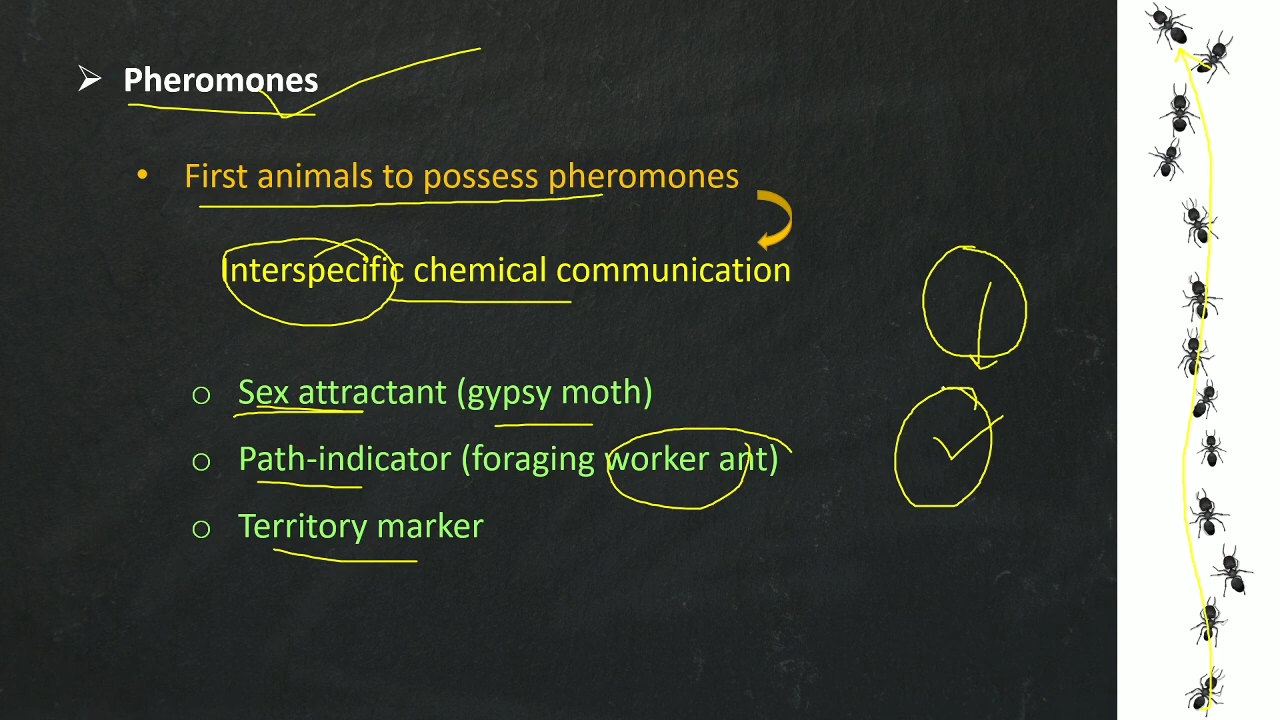 Pheromones
First animals to possess pheromones
Interspecific chemical communication
Sex attractant (gypsy moth)
Path-indicator (foraging worker ant)
Territory marker